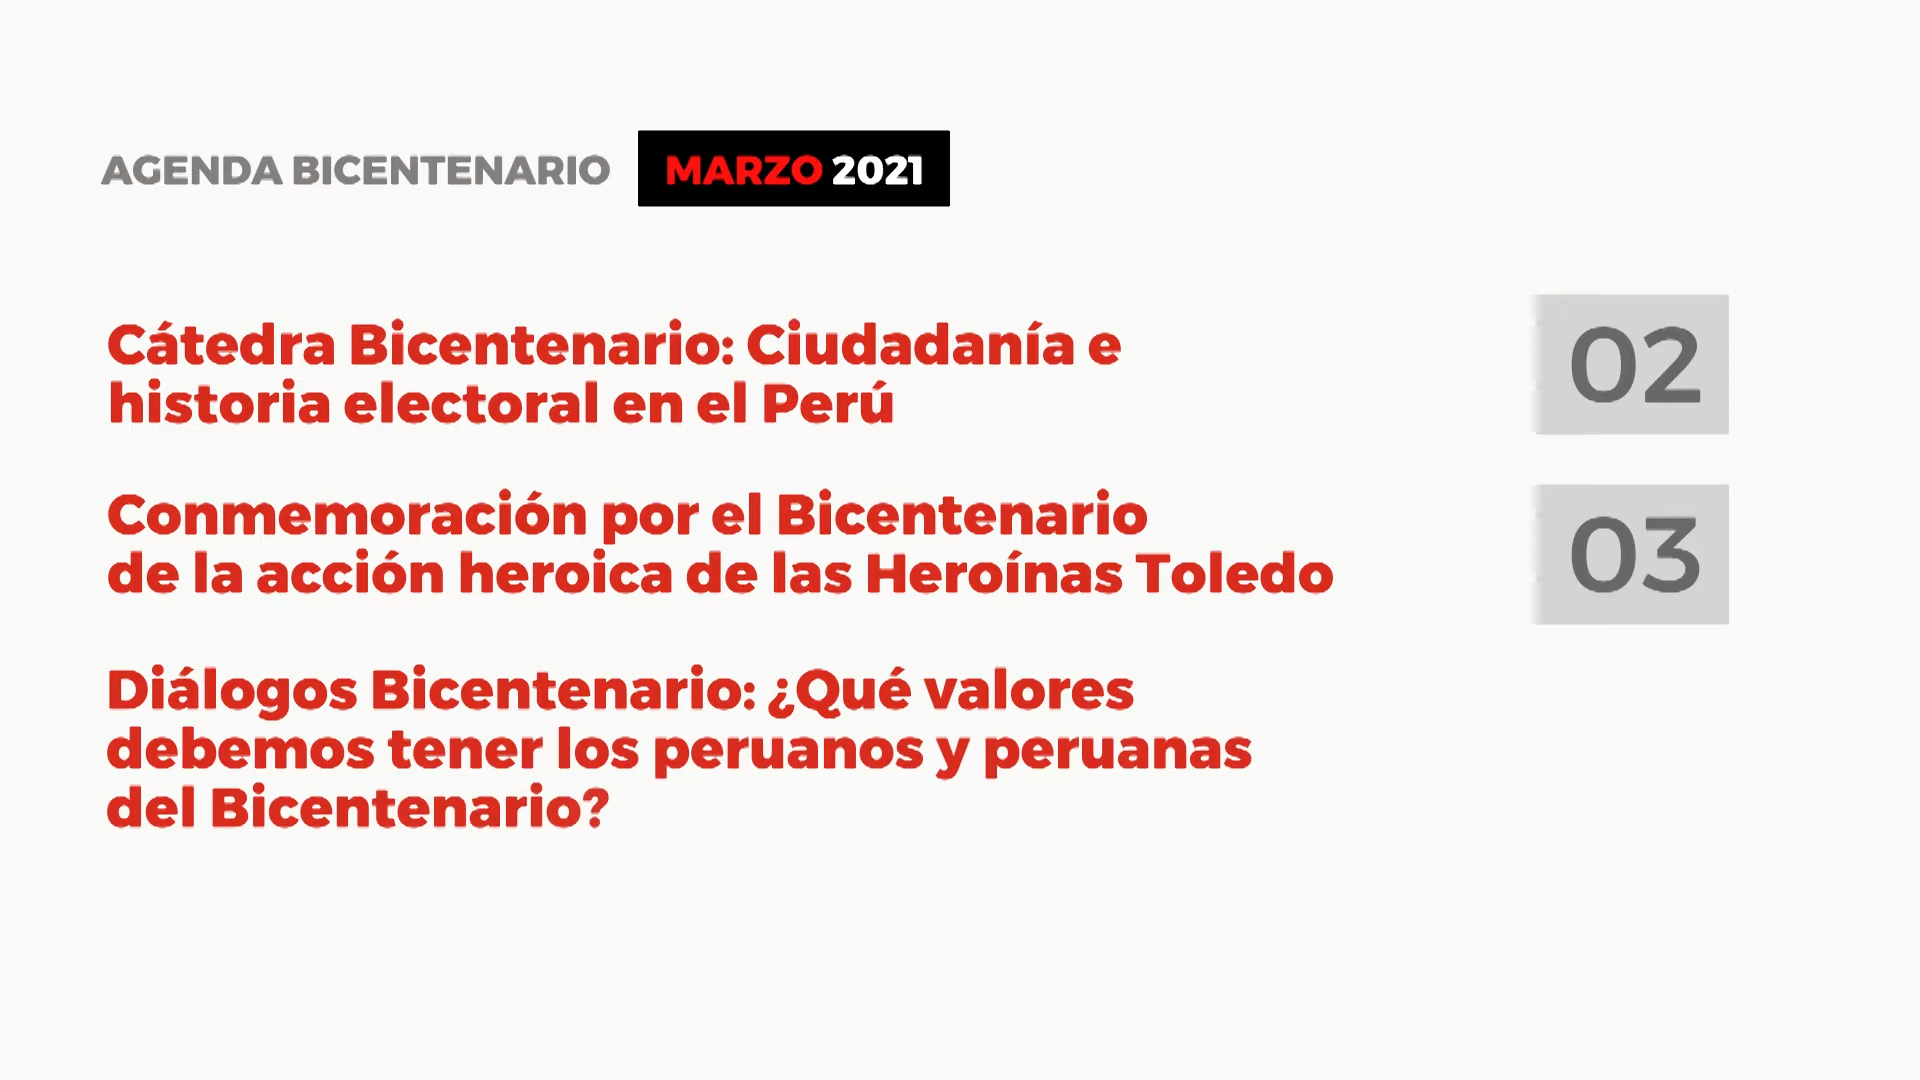 AGENDA BICENTENARIO MARZO 2021
Cátedra Bicentenario: Ciudadanía e
historia electoral en el Perú
02
Conmemoración por el Bicentenario
de la acción heroica de las Heroínas Toledo
03
Diálogos Bicentenario: ¿Qué valores
debemos tener los peruanos y peruanas
del Bicentenario?